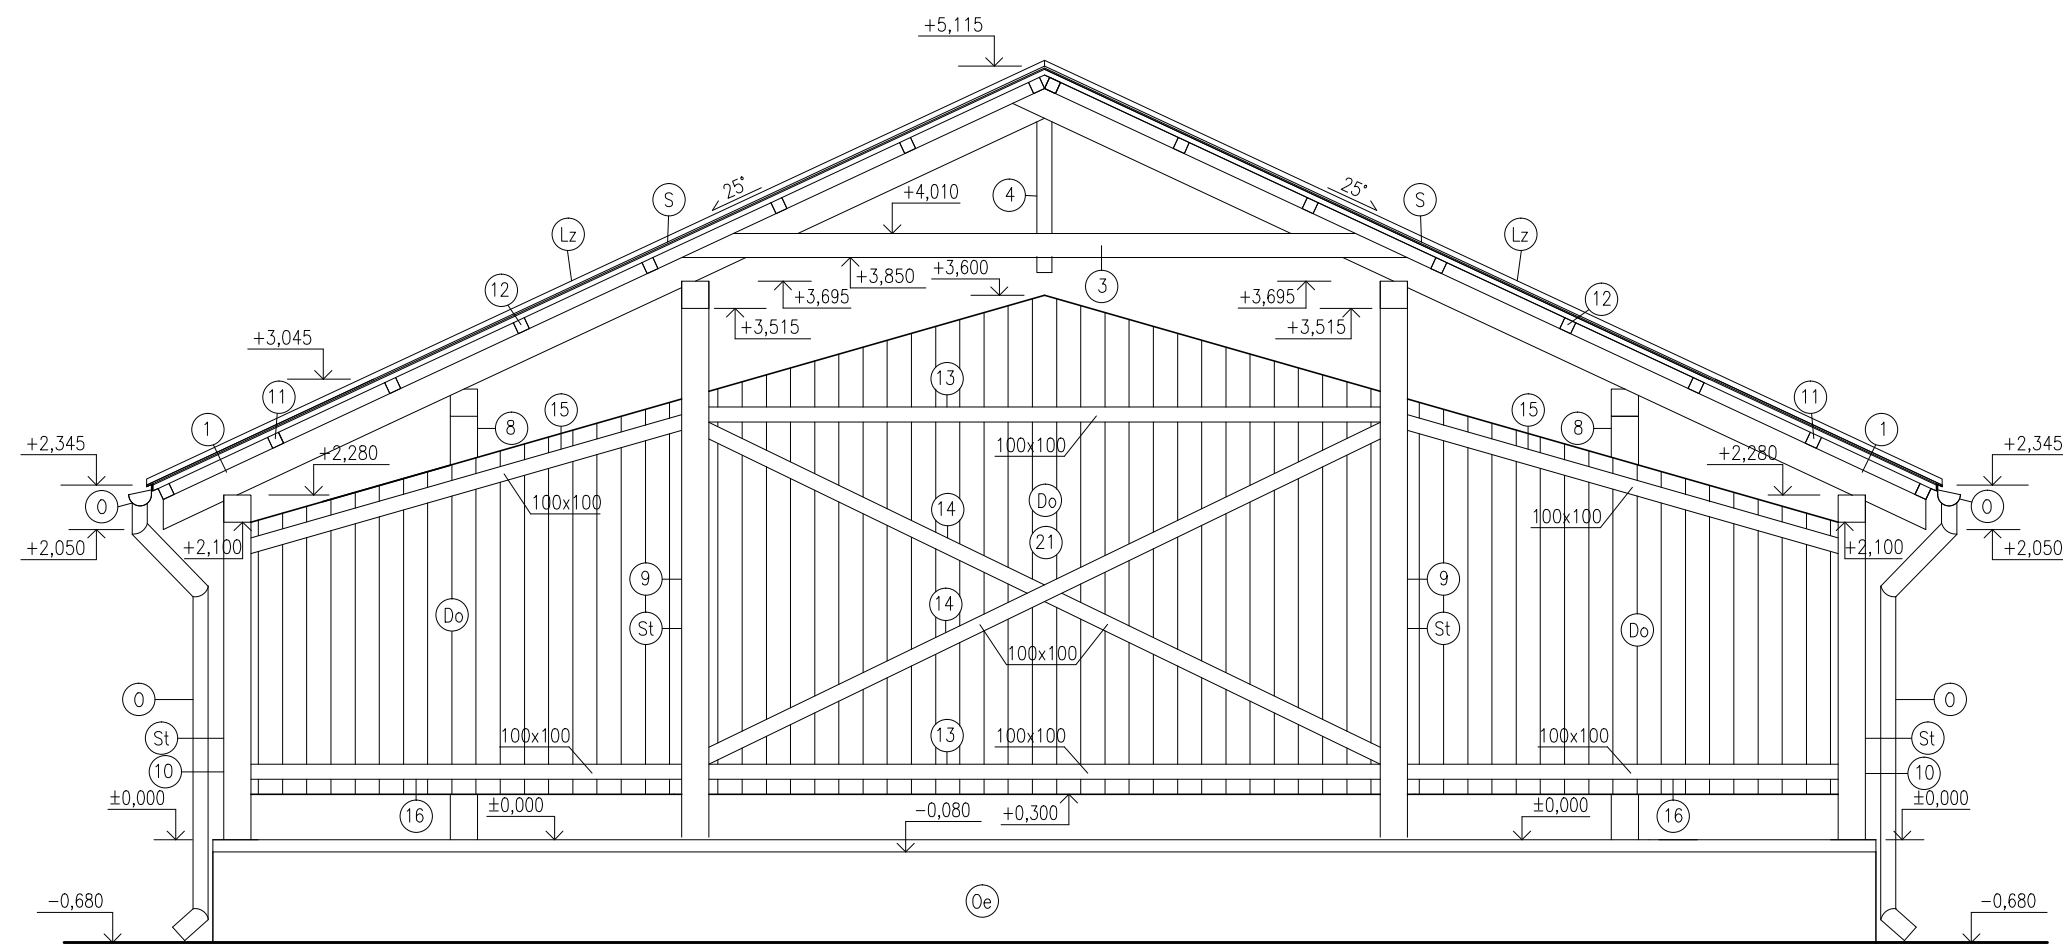 +5,115
S
25°
+4,010
4
25°
S
Lz
Lz
12
+3,695
+3,850
+3,600
3
+3,695
12
+3,515
+3,515
+3,045
11
13
11
1
15
8
15
8
1
+2,345
+2,280
100x100
+2,280
+2,345
O
100x100
14
Do
100x100
O
+2,050
+2,100
21
+2,100
+2,050
9
9
14
Do
St
St
Do
100x100
O
O
St
100x100
13
100x100
100x100
St
10
10
±0,000
±0,000
16
-0,080
+0,300
±0,000
16
±0,000
-0,680
Oe
-0,680